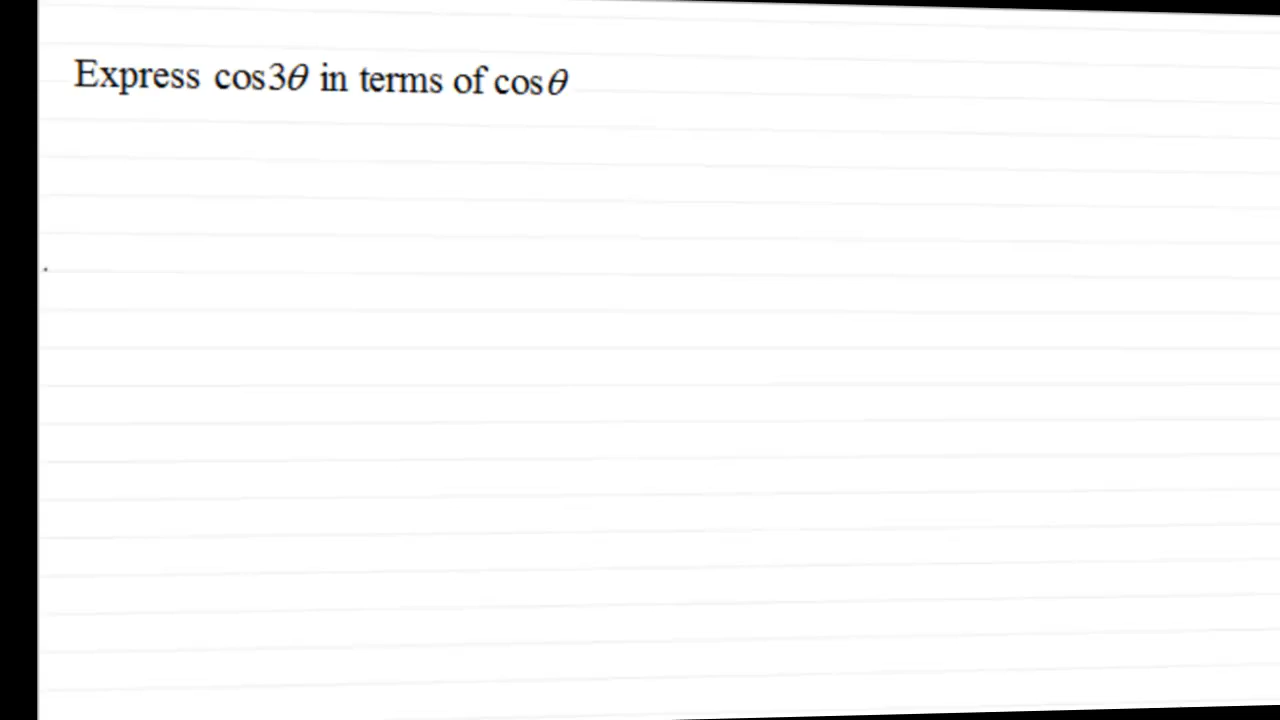 Express cos3θ in terms of cosθ